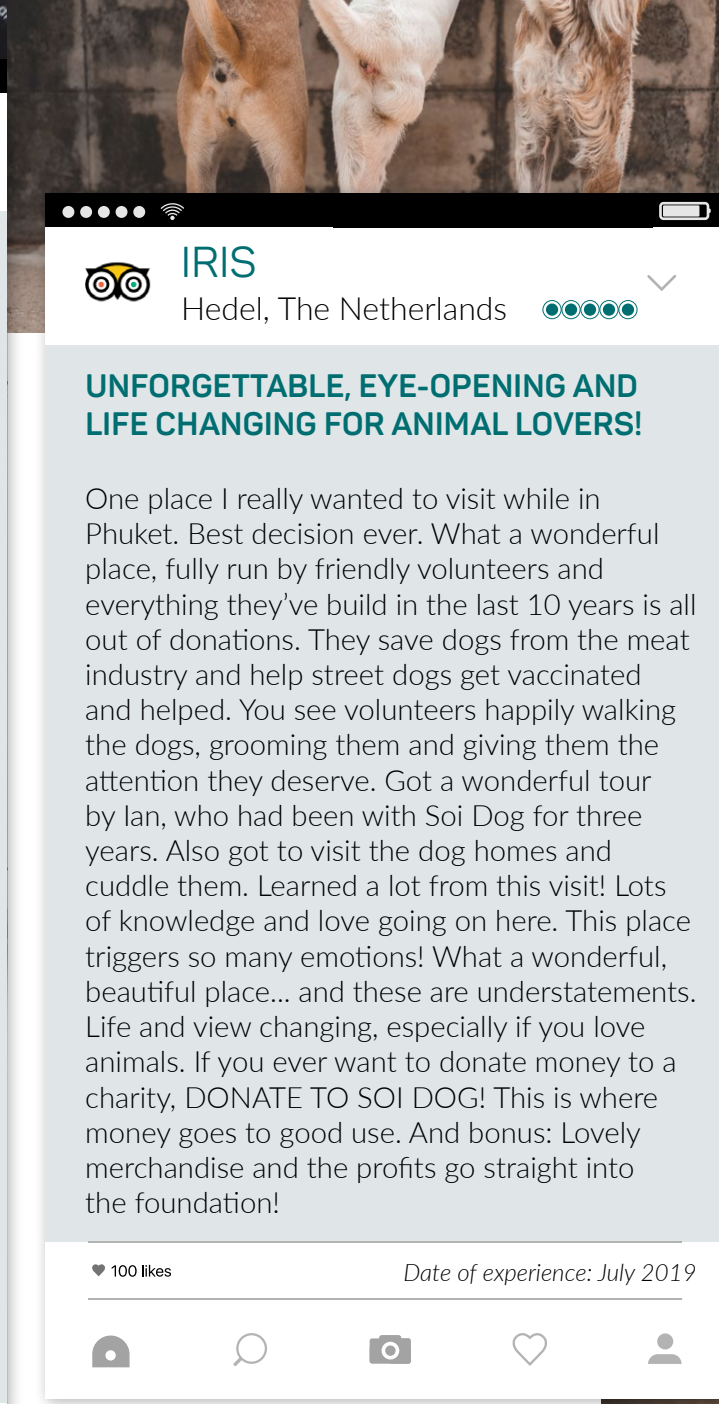 IRIS
Hedel, The Netherlands
UNFORGETTABLE, EYE-OPENING AND
LIFE CHANGING FOR ANIMAL LOVERS!
One place I really wanted to visit while in
Phuket. Best decision ever. What a wonderful
place, fully run by friendly volunteers and
everything they’ve build in the last 10 years is all
out of donations. They save dogs from the meat
industry and help street dogs get vaccinated
and helped. You see volunteers happily walking
the dogs, grooming them and giving them the
attention they deserve. Got a wonderful tour
by Ian, who had been with Soi Dog for three
years. Also got to visit the dog homes and
cuddle them. Learned a lot from this visit! Lots
of knowledge and love going on here. This place
triggers so many emotions! What a wonderful,
beautiful place... and these are understatements.
Life and view changing, especially if you love
animals. If you ever want to donate money to a
charity, DONATE TO SOI DOG! This is where
money goes to good use. And bonus: Lovely
merchandise and the profits go straight into
the foundation!
100 likes
Date of experience: July 2019